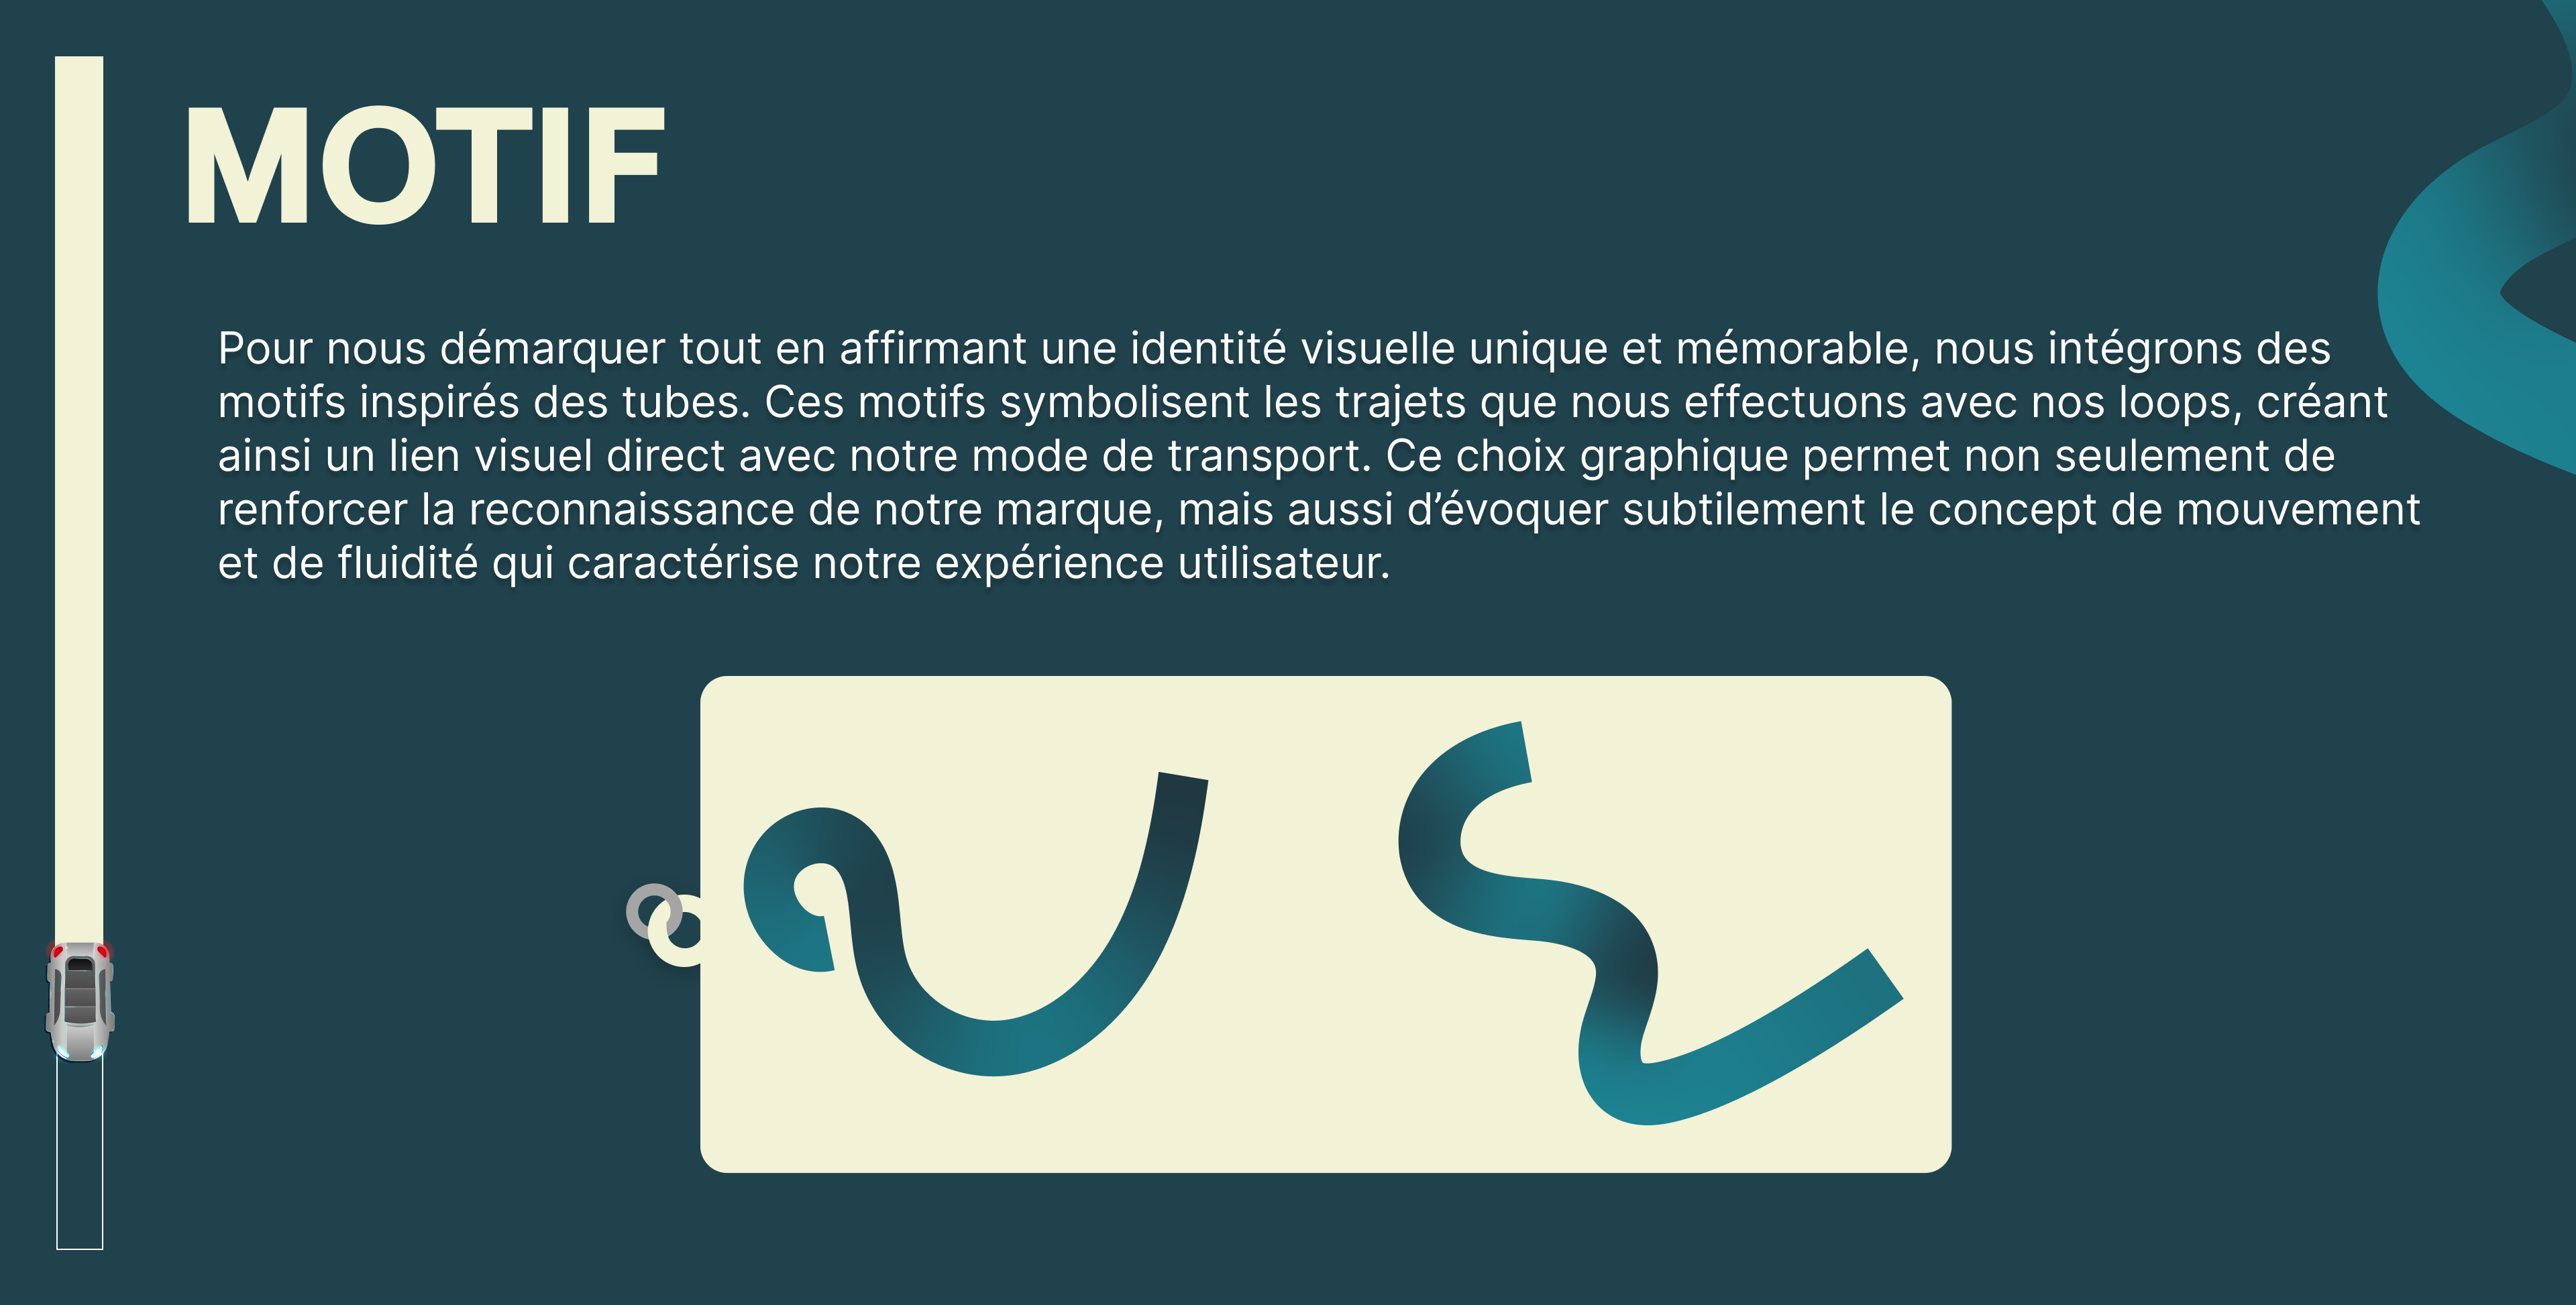 MOTIF
Pour nous démarquer tout en affirmant une identité visuelle unique et mémorable, nous intégrons des
motifs inspirés des tubes. Ces motifs symbolisent les trajets que nous effectuons avec nos loops, créant
ainsi un lien visuel direct avec notre mode de transport. Ce choix graphique permet non seulement de
renforcer la reconnaissance de notre marque, mais aussi d’évoquer subtilement le concept de mouvement
et de fluidité qui caractérise notre expérience utilisateur.